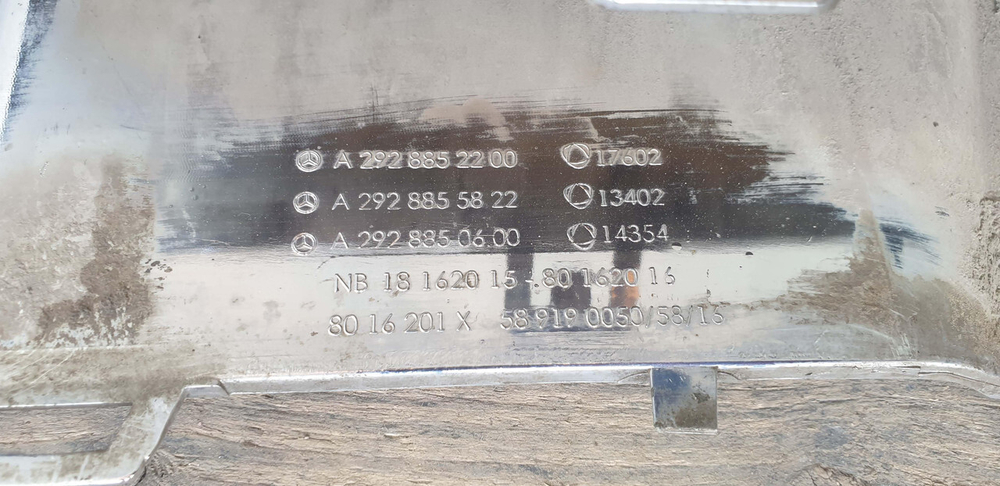 A 292 885 22 00 17602
A 292 885 58 22 13402
A 292 885 06 00 14354
NB 18 1620 15 - 80 1620 16
80 16 201 X 58 919 0050/58/16